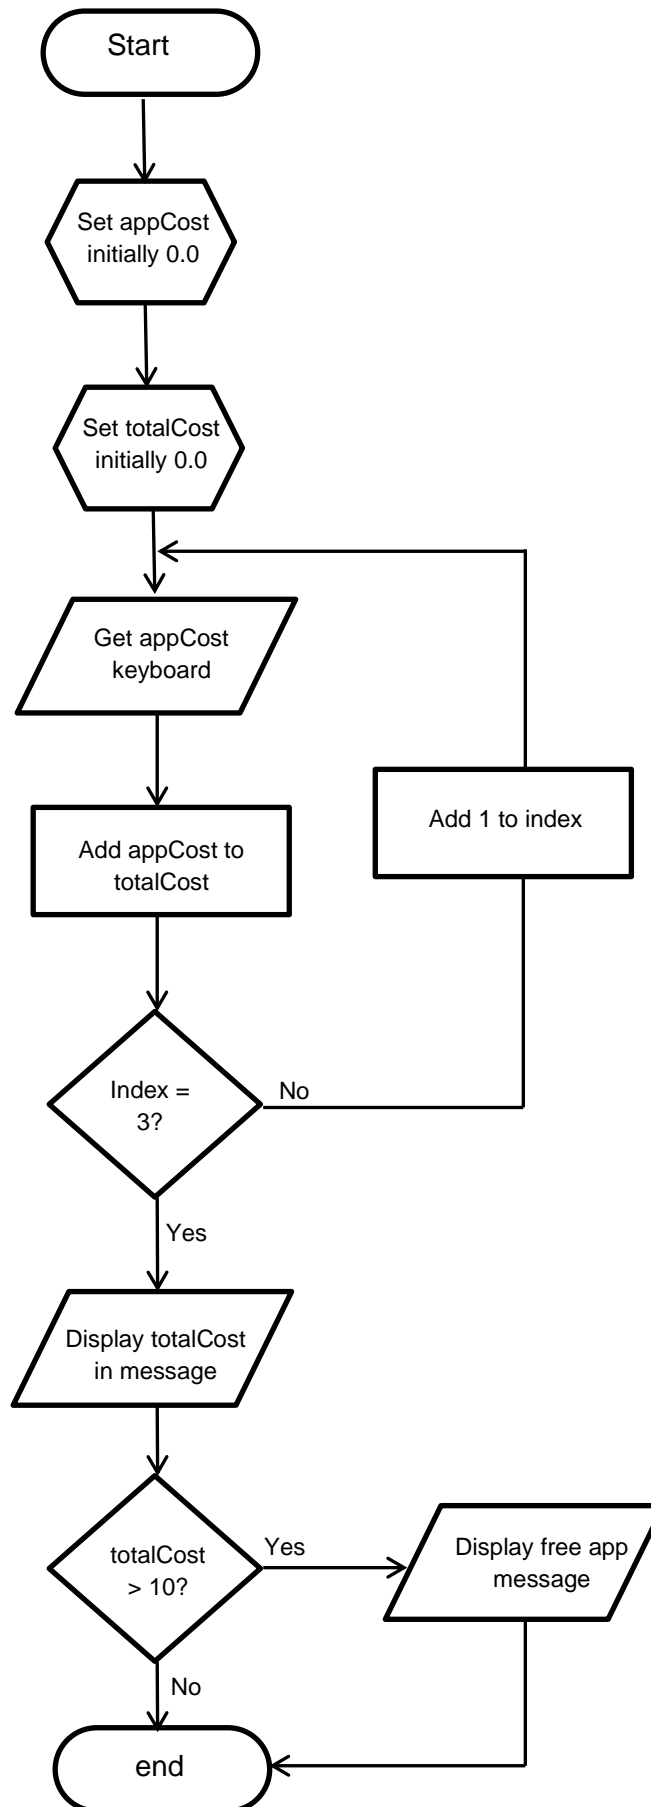 Start
Set appCost
initially 0.0
Set totalCost
initially 0.0
Get appCost
keyboard
Add appCost to
totalCost
Add 1 to index
Index =
3?
No
Yes
Display totalCost
in message
totalCost
> 10?
Yes
Display free app
message
No
end